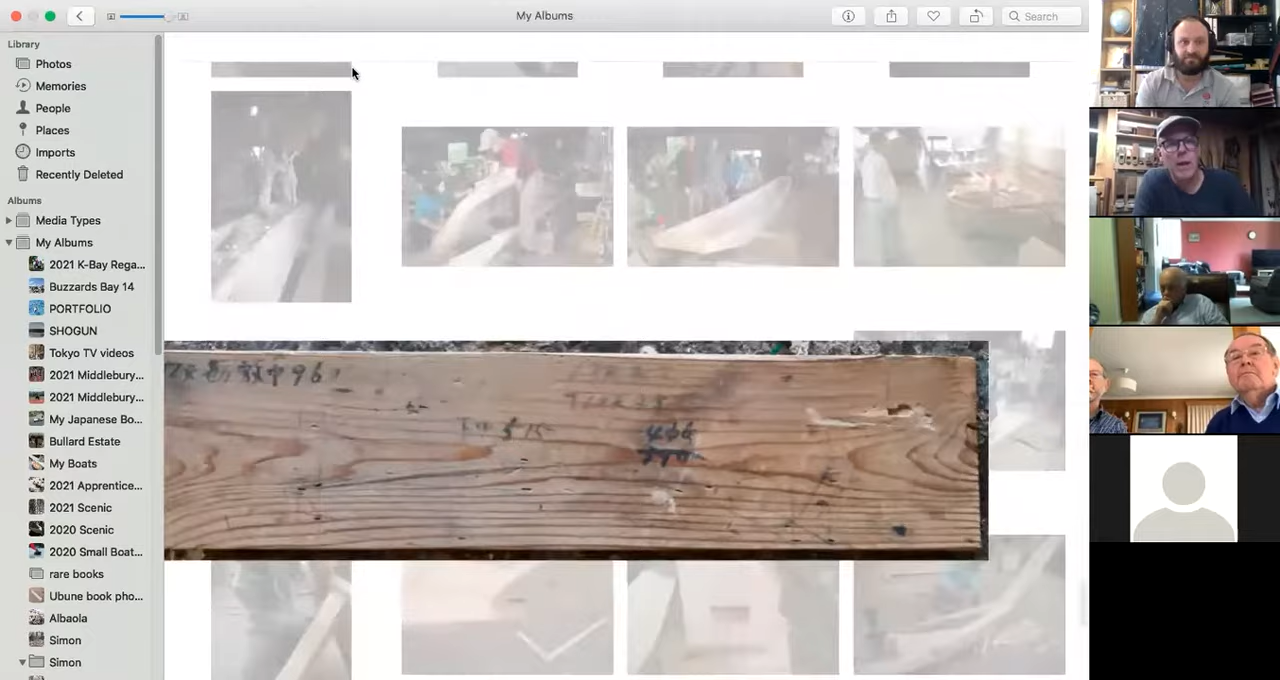 My Albums
Search
Library
Photos
Memories
People
Places
Imports
Recently Deleted
Albums
Media Types
My Albums
2021 K-Bay Rega...
Buzzards Bay 14
PORTFOLIO
SHOGUN
Tokyo TV videos
2021 Middlebury...
2021 Middlebury...
My Japanese Bo...
Bullard Estate
My Boats
2021 Apprentice...
2021 Scenic
2020 Scenic
2020 Small Boat...
rare books
Ubune book pho...
Albaola
Simon
Simon